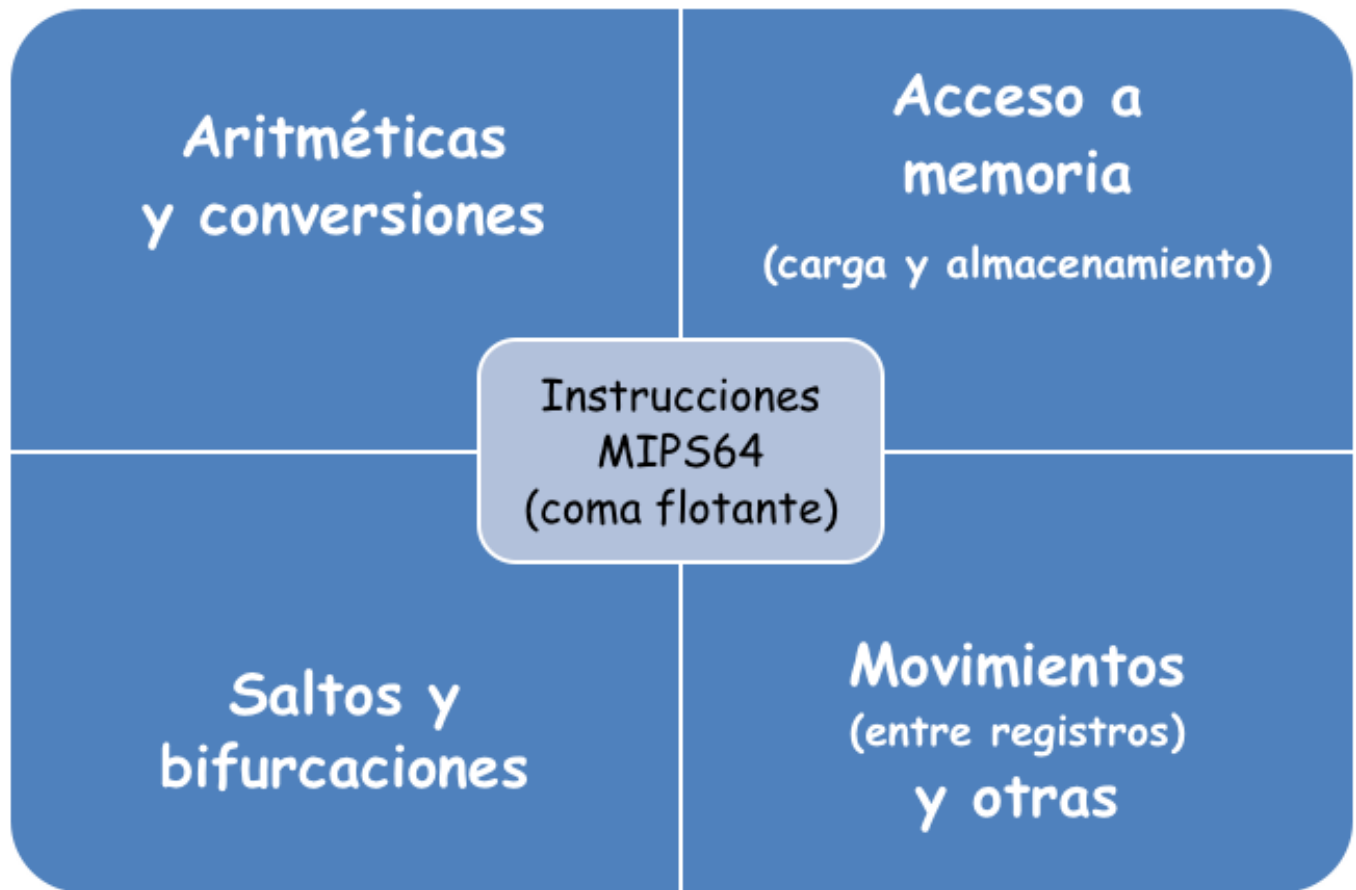 Aritméticas
y conversiones
Acceso a
memoria
(carga y almacenamiento)
Instrucciones
MIPS64
(coma flotante)
Saltos y
bifurcaciones
Movimientos
(entre registros)
y otras